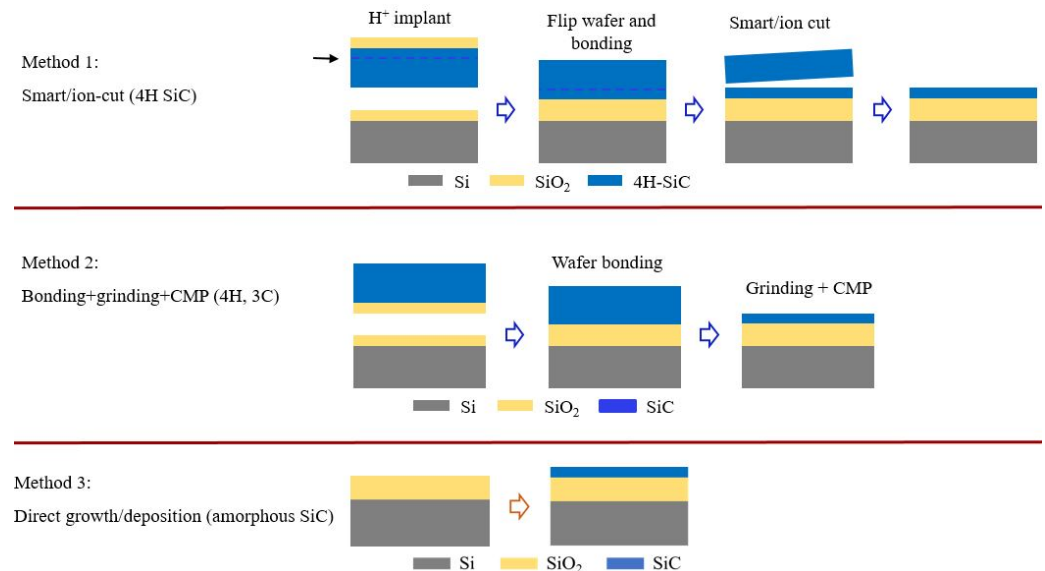 H⁺ implant
Flip wafer and
bonding
Smart/ion cut
Method 1:
Smart/ion-cut (4H SiC)
Si SiO₂ 4H-SiC
Method 2:
Bonding+grinding+CMP (4H, 3C)
Wafer bonding
Grinding + CMP
Si SiO₂ SiC
Method 3:
Direct growth/deposition (amorphous SiC)
Si SiO₂ SiC